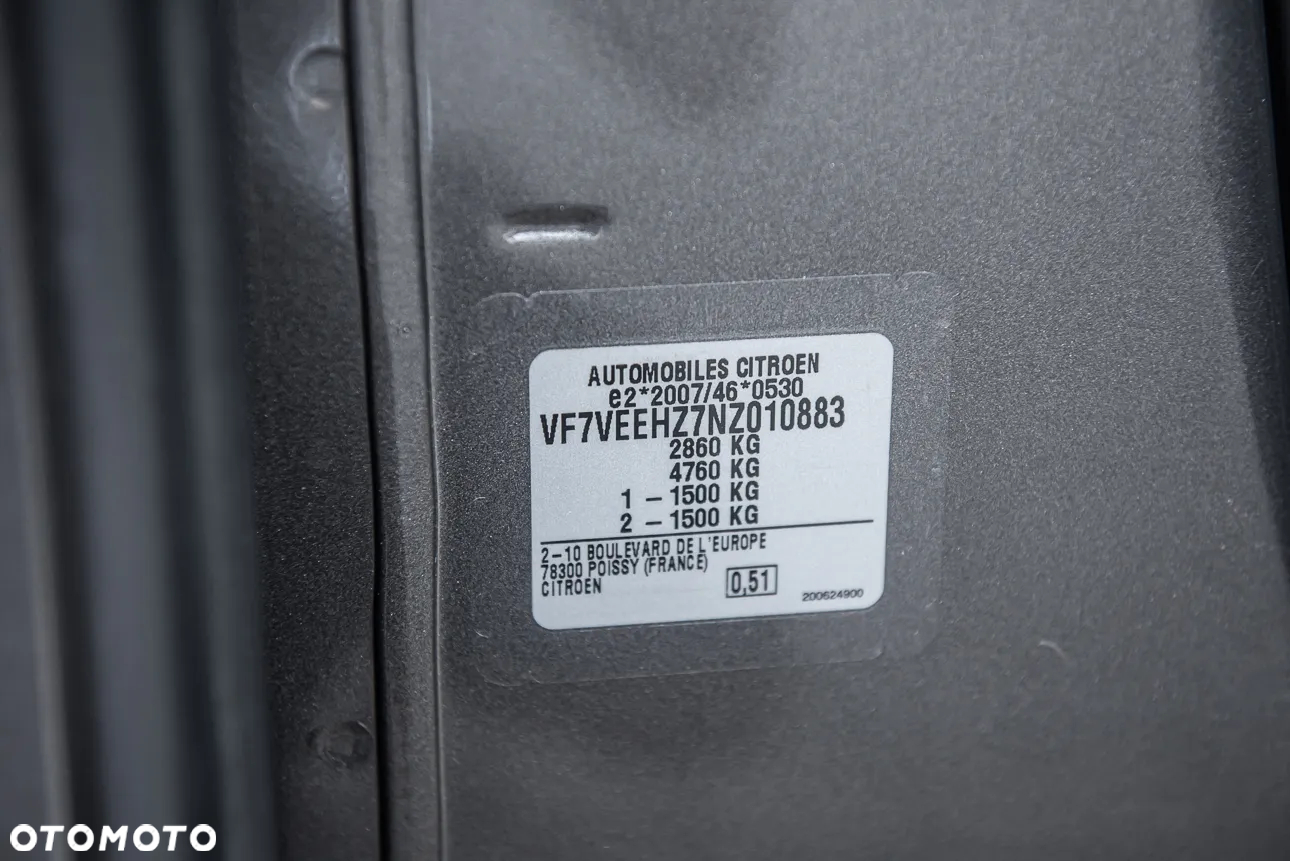 AUTOMOBILES CITROEN
e2*2007/46*0530
VF7VEEHZ7NZ010883
2860 KG
4760 KG
1 - 1500 KG
2 - 1500 KG
2-10 BOULEVARD DE L'EUROPE
78300 POISSY (FRANCE)
CITROEN
0,51
200624900
OTOMOTO